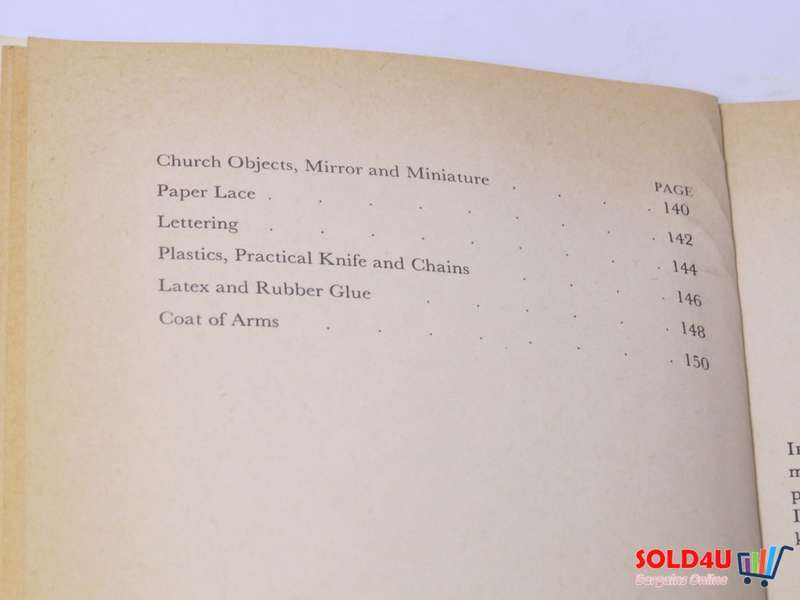 PAGE
Church Objects, Mirror and Miniature . . . . 140
Paper Lace . . . . . . . . . 142
Lettering . . . . . . . . . 144
Plastics, Practical Knife and Chains . . . . 146
Latex and Rubber Glue . . . . . . 148
Coat of Arms . . . . . . . . 150
SOLD4U
Bargains Online